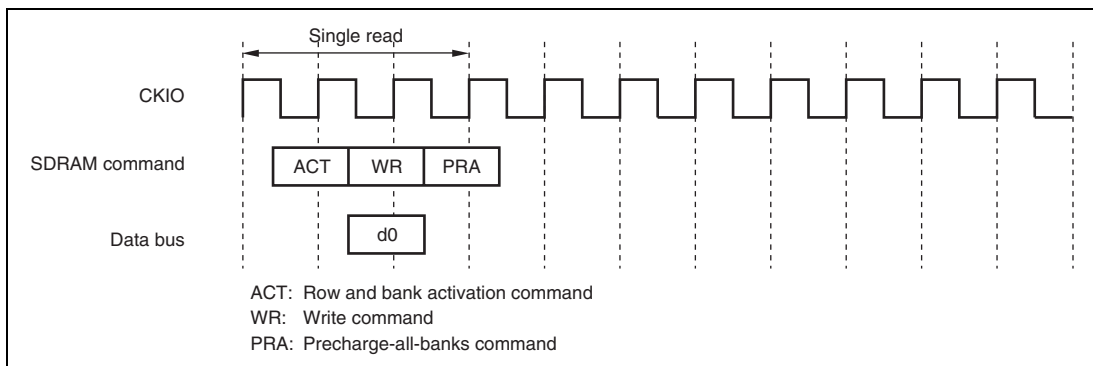 Single read
CKIO
SDRAM command
ACT
WR
PRA
Data bus
d0
ACT: Row and bank activation command
WR: Write command
PRA: Precharge-all-banks command